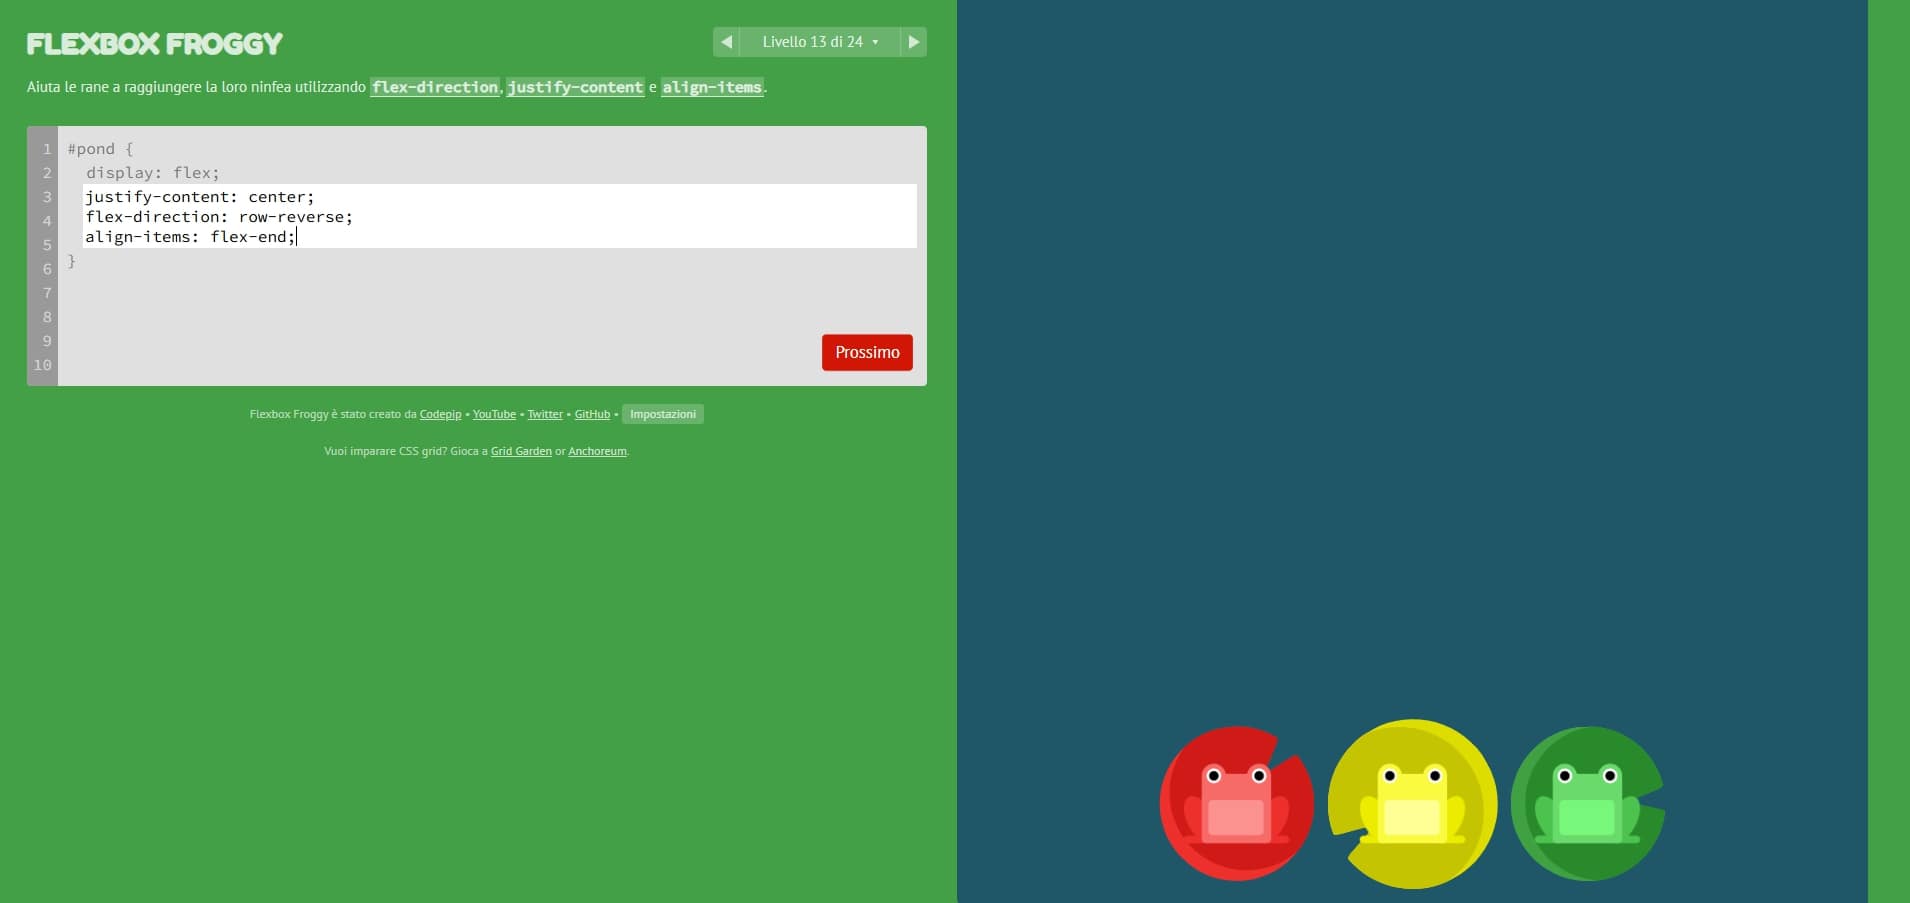 FLEXBOX FROGGY
Livello 13 di 24
Aiuta le rane a raggiungere la loro ninfea utilizzando flex-direction, justify-content e align-items.
1 #pond {
2 display: flex;
3 justify-content: center;
4 flex-direction: row-reverse;
5 align-items: flex-end;
6 }
7
8
9
10
Prossimo
Flexbox Froggy è stato creato da Codepip • YouTube • Twitter • GitHub • Impostazioni
Vuoi imparare CSS grid? Gioca a Grid Garden or Anchoreum.